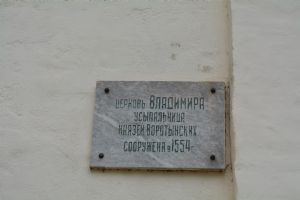 церковь ВЛАДИМИРА
УСЫПАЛЬНИЦА
КНЯЗЕЙ ВОРОТЫНСКИХ
СООРУЖЕНА в 1554